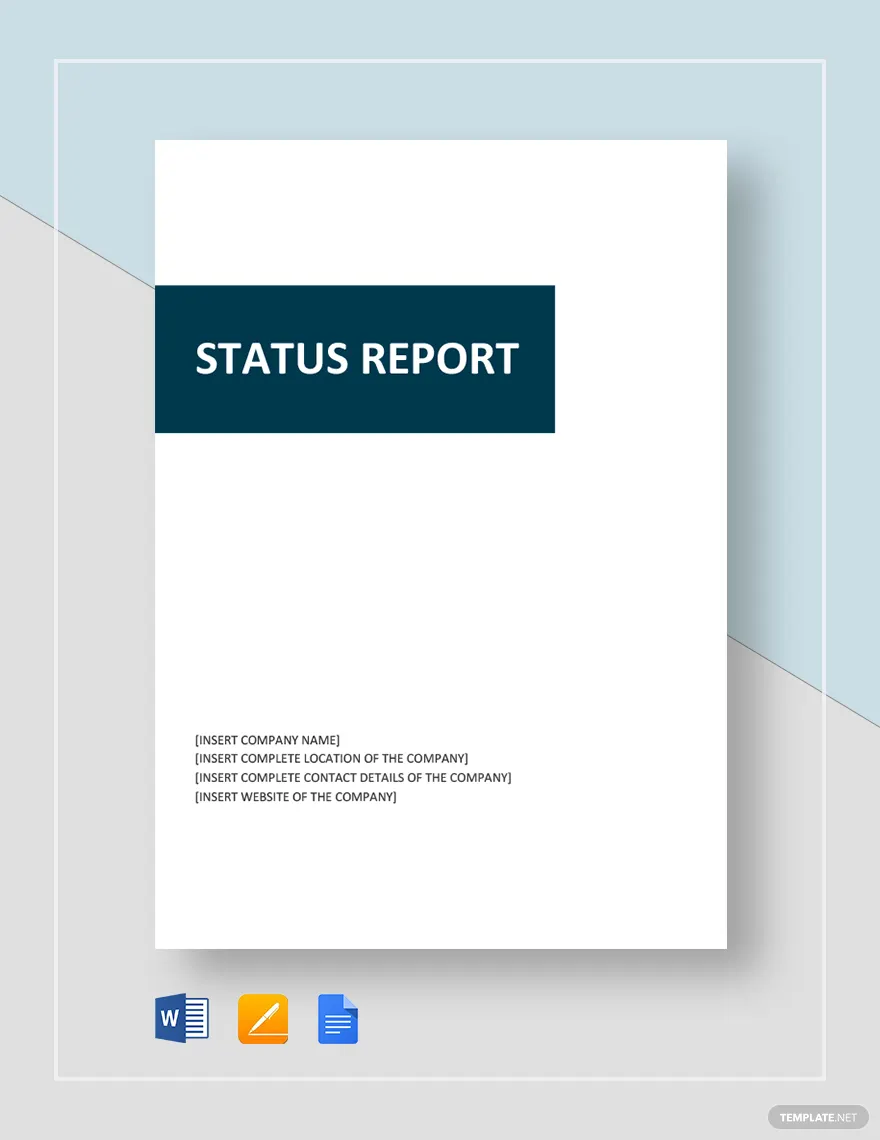 STATUS REPORT
[INSERT COMPANY NAME]
[INSERT COMPLETE LOCATION OF THE COMPANY]
[INSERT COMPLETE CONTACT DETAILS OF THE COMPANY]
[INSERT WEBSITE OF THE COMPANY]
W
TEMPLATE.NET